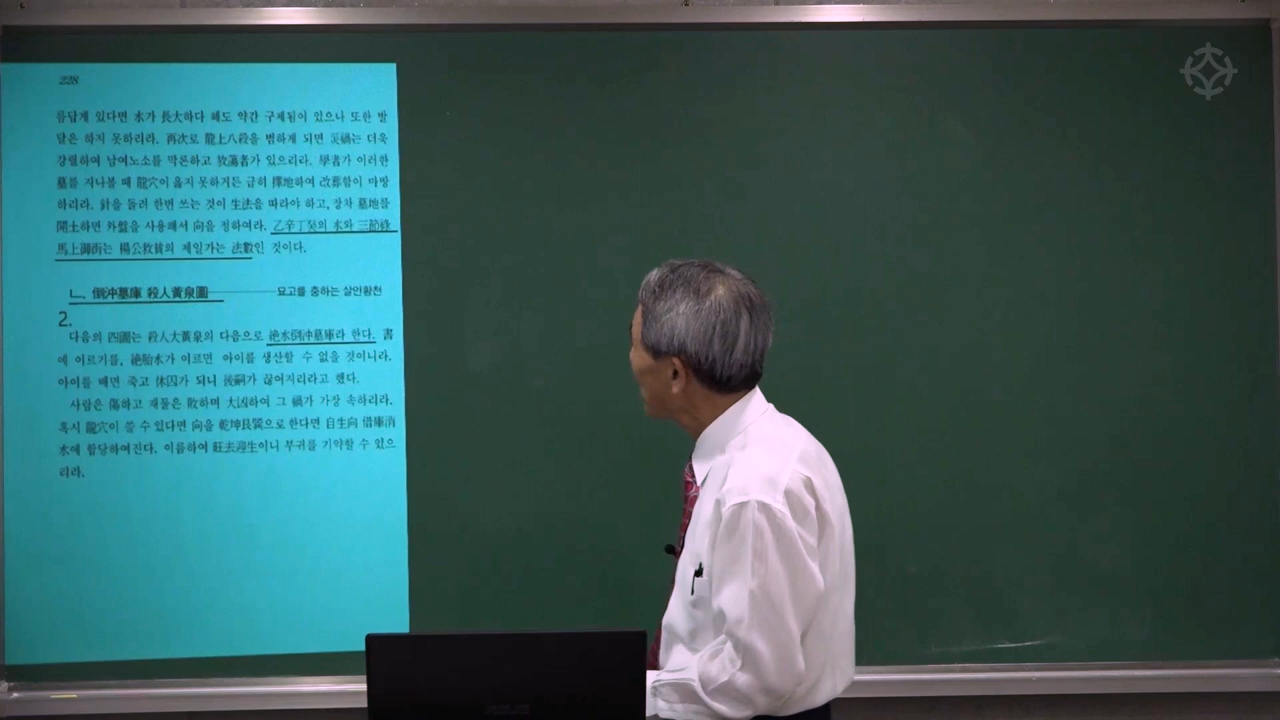 228
름답게 있다면 水가 長大하다 해도 약간 구제됨이 있으나 또한 발
달은 하지 못하리라. 再次로 龍上八殺을 범하게 되면 災禍는 더욱
강렬하여 남여노소를 막론하고 放蕩者가 있으리라. 學者가 이러한
墓를 지나볼 때 龍穴이 옳지 못하거든 급히 擇地하여 改葬함이 마땅
하리라. 針을 돌려 한번 쓰는 것이 生法을 따라야 하고, 장차 墓地를
開土하면 外盤을 사용해서 向을 정하여라. 乙辛丁癸의 水와 三節祿
馬上御街는 楊公救貧의 제일가는 法數인 것이다.
ㄴ. 倒沖墓庫 殺人黃泉圖 묘고를 충하는 살인황천
2.
다음의 四圖는 殺人大黃泉의 다음으로 絶水倒沖墓庫라 한다. 書
에 이르기를, 絶胎水가 이르면 아이를 생산할 수 없을 것이니라.
아이를 배면 죽고 休囚가 되니 後嗣가 끊어지리라고 했다.
사람은 傷하고 재물은 敗하며 大凶하여 그 禍가 가장 속하리라.
혹시 龍穴이 쓸 수 있다면 向을 乾坤艮巽으로 한다면 自生向 借庫消
水에 합당하여진다. 이름하여 旺去迎生이니 부귀를 기약할 수 있으
리라.